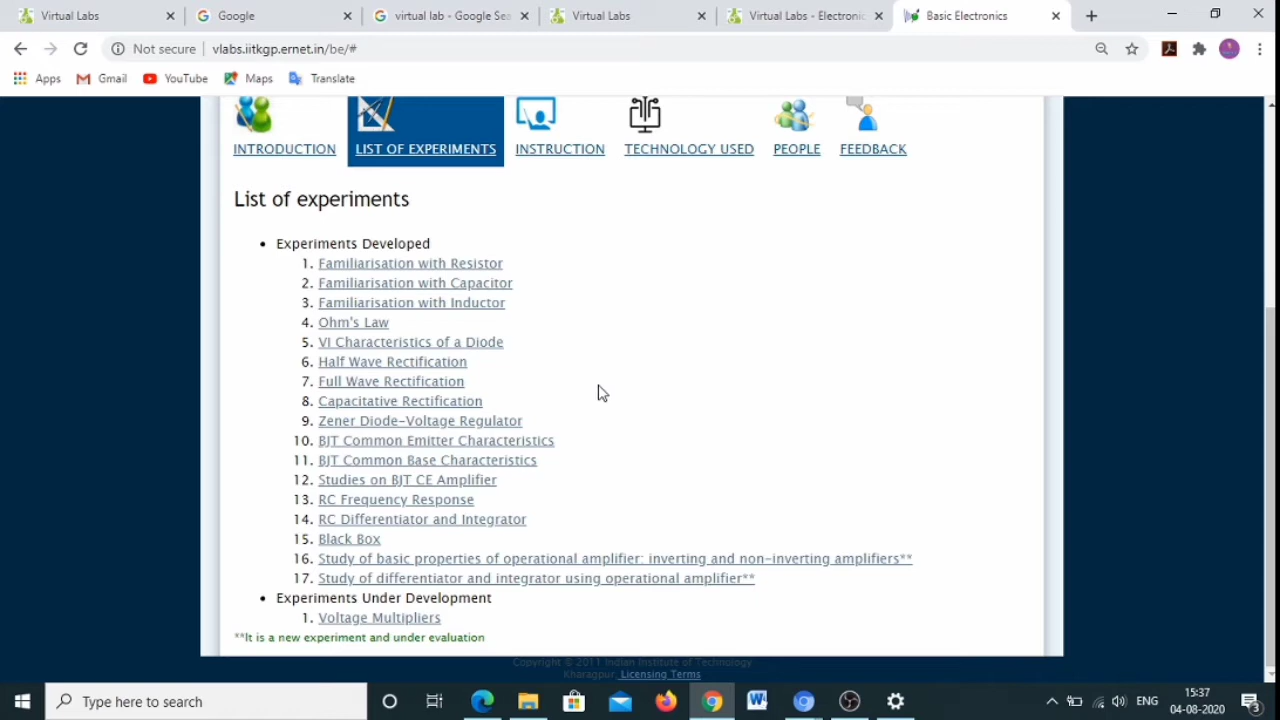 Virtual Labs
Google
virtual lab - Google Sea
Virtual Labs
Virtual Labs - Electronic
Basic Electronics
Not secure
vlabs.iitkgp.ernet.in/be/#
Apps
Gmail
YouTube
Maps
Translate
INTRODUCTION
LIST OF EXPERIMENTS
INSTRUCTION
TECHNOLOGY USED
PEOPLE
FEEDBACK
List of experiments
• Experiments Developed
1. Familiarisation with Resistor
2. Familiarisation with Capacitor
3. Familiarisation with Inductor
4. Ohm's Law
5. VI Characteristics of a Diode
6. Half Wave Rectification
7. Full Wave Rectification
8. Capacitative Rectification
9. Zener Diode-Voltage Regulator
10. BJT Common Emitter Characteristics
11. BJT Common Base Characteristics
12. Studies on BJT CE Amplifier
13. RC Frequency Response
14. RC Differentiator and Integrator
15. Black Box
16. Study of basic properties of operational amplifier: inverting and non-inverting amplifiers**
17. Study of differentiator and integrator using operational amplifier**
• Experiments Under Development
1. Voltage Multipliers
**It is a new experiment and under evaluation
Copyright © 2011 Indian Institute of Technology
Kharagpur. Licensing Terms
Type here to search
ENG
15:37
04-08-2020
3